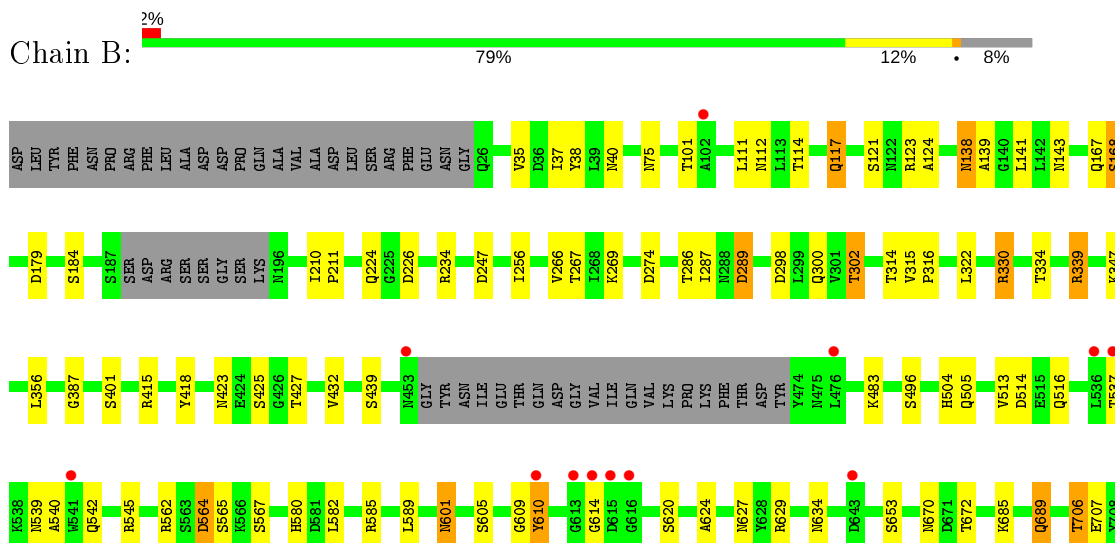 2%
Chain B:
79% 12% • 8%
ASP LEU TYR PHE ASN PRO ARG PHE LEU ALA ASP ASP PRO GLN ALA VAL ALA ASP LEU SER ARG PHE GLU ASN GLY Q26 V35 D36 I37 Y38 L39 N40 N75 T101 A102 L111 N112 L113 T114 Q117 S121 N122 R123 A124 N138 A139 G140 L141 L142 N143 Q167 S168
D179 S184 S187 SER ASP ARG SER SER GLY SER LYS N196 I210 P211 Q224 G225 D226 R234 D247 I256 V266 T267 I268 K269 D274 T286 I287 N288 D289 D298 L299 Q300 V301 T302 T314 V315 P316 L322 R330 T334 R339 K347
L356 G387 S401 R415 Y418 N423 E424 S425 G426 T427 V432 S439 N453 GLY TYR ASN ILE GLU THR GLN ASP GLY VAL ILE GLN VAL LYS PRO LYS PHE THR ASP TYR Y474 N475 L476 K483 S496 H504 Q505 V513 D514 E515 Q516 L536 T537
K538 N539 A540 W541 Q542 R545 R562 S563 D564 S565 K566 S567 H580 D581 L582 R585 L589 N601 S605 G609 Y610 G613 G614 D615 G616 S620 A624 N627 Y628 R629 N634 D643 S653 N670 D671 T672 K685 Q689 T706 E707